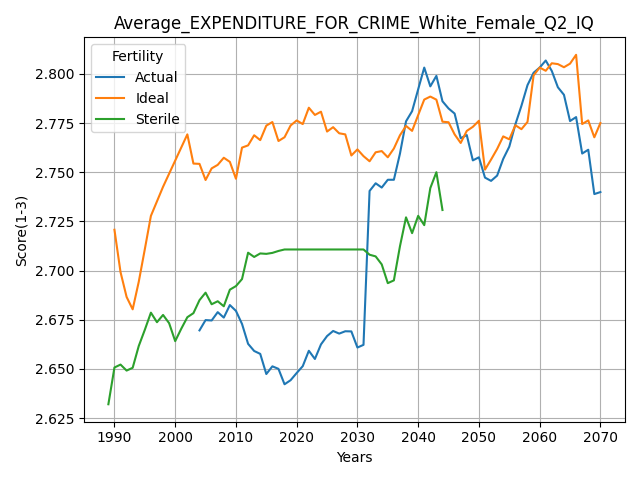 Average_EXPENDITURE_FOR_CRIME_White_Female_Q2_IQ
Fertility
Actual
Ideal
Sterile
Score(1-3)
2.800
2.775
2.750
2.725
2.700
2.675
2.650
2.625
1990 2000 2010 2020 2030 2040 2050 2060 2070
Years